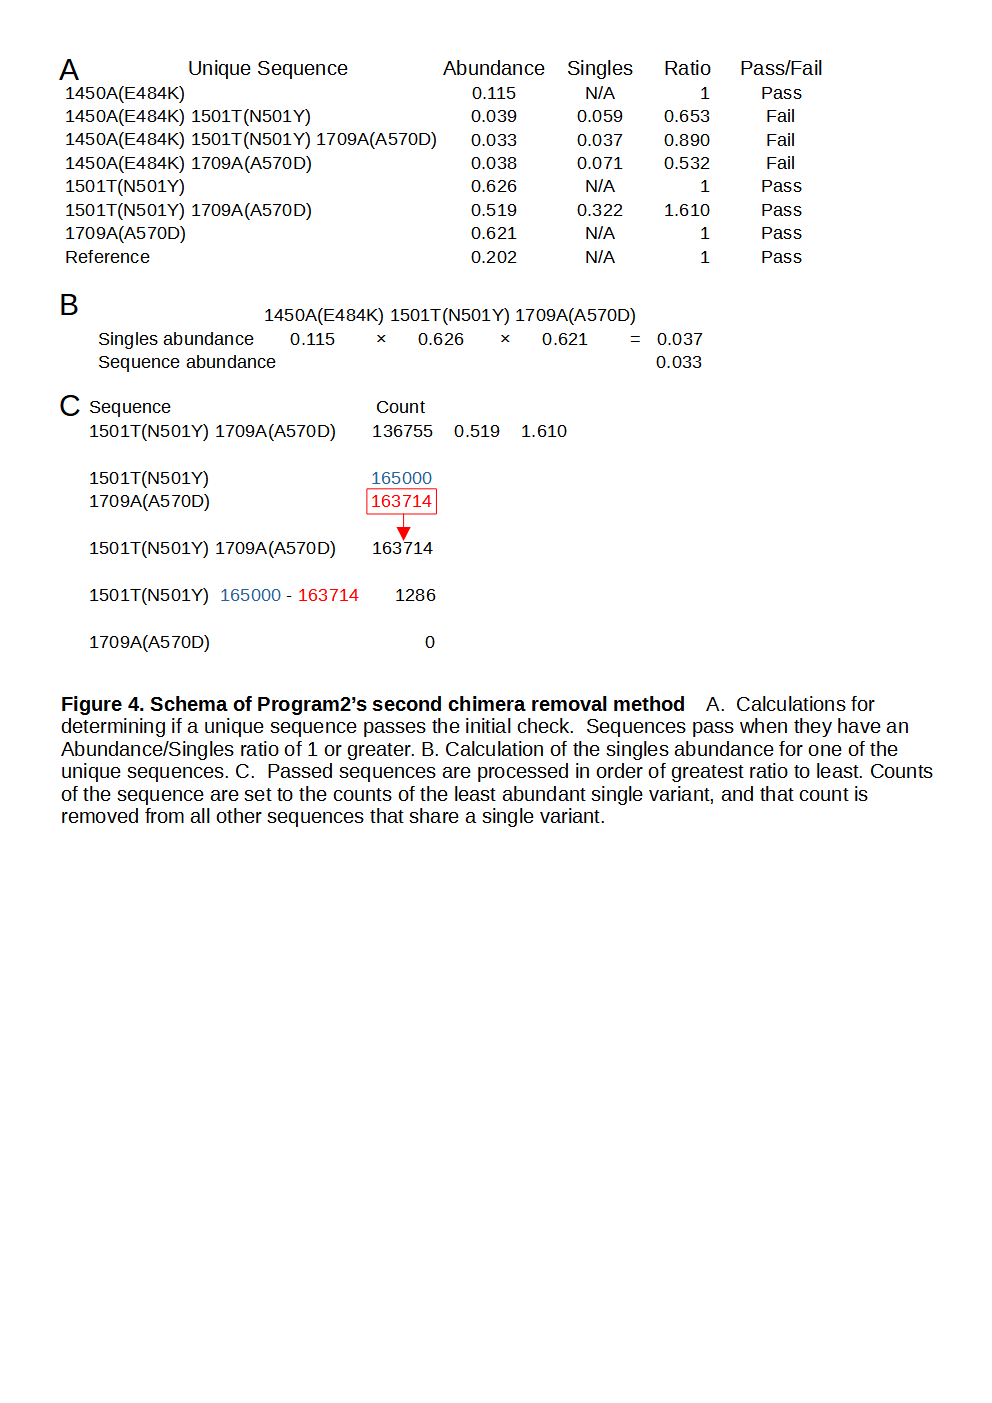 A Unique Sequence Abundance Singles Ratio Pass/Fail
1450A(E484K) 0.115 N/A 1 Pass
1450A(E484K) 1501T(N501Y) 0.039 0.059 0.653 Fail
1450A(E484K) 1501T(N501Y) 1709A(A570D) 0.033 0.037 0.890 Fail
1450A(E484K) 1709A(A570D) 0.038 0.071 0.532 Fail
1501T(N501Y) 0.626 N/A 1 Pass
1501T(N501Y) 1709A(A570D) 0.519 0.322 1.610 Pass
1709A(A570D) 0.621 N/A 1 Pass
Reference 0.202 N/A 1 Pass
B
1450A(E484K) 1501T(N501Y) 1709A(A570D)
Singles abundance 0.115 × 0.626 × 0.621 = 0.037
Sequence abundance 0.033
C Sequence Count
1501T(N501Y) 1709A(A570D) 136755 0.519 1.610
1501T(N501Y) 165000
1709A(A570D) 163714
1501T(N501Y) 1709A(A570D) 163714
1501T(N501Y) 165000 - 163714 1286
1709A(A570D) 0
Figure 4. Schema of Program2’s second chimera removal method A. Calculations for
determining if a unique sequence passes the initial check. Sequences pass when they have an
Abundance/Singles ratio of 1 or greater. B. Calculation of the singles abundance for one of the
unique sequences. C. Passed sequences are processed in order of greatest ratio to least. Counts
of the sequence are set to the counts of the least abundant single variant, and that count is
removed from all other sequences that share a single variant.